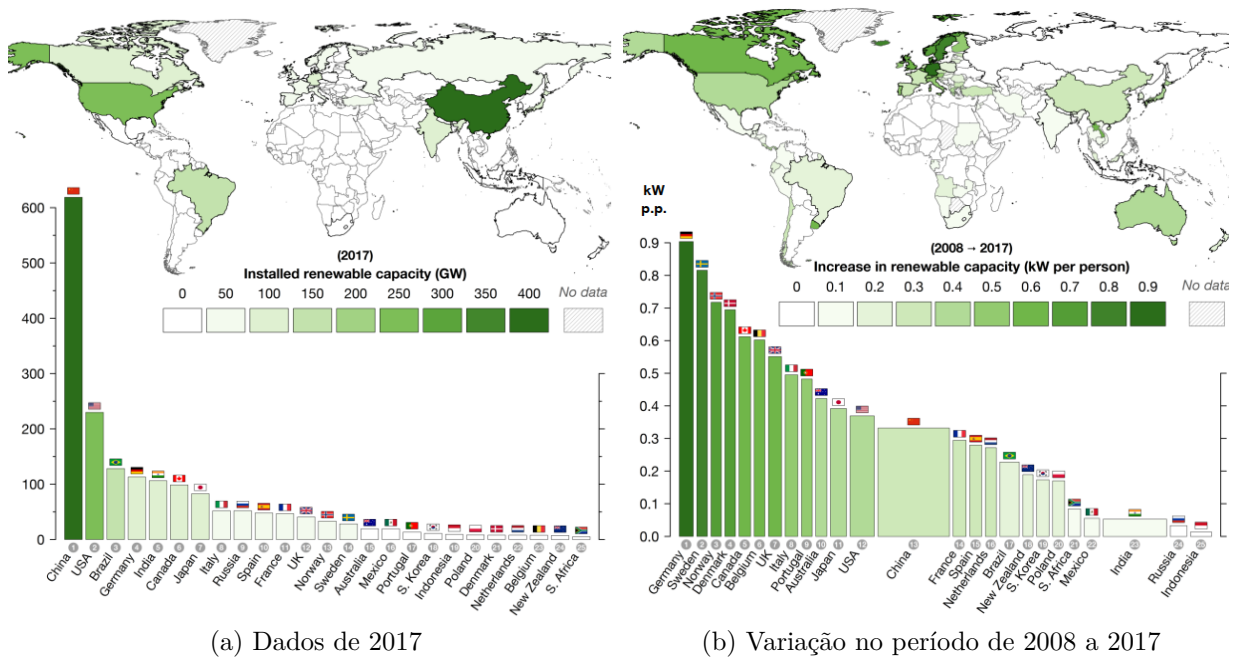 (2017)
Installed renewable capacity (GW)
0 50 100 150 200 250 300 350 400
No data
600
500
400
300
200
100
0
China
USA
Brazil
Germany
India
Canada
Japan
Italy
Russia
Spain
France
UK
Norway
Sweden
Australia
Mexico
Portugal
S. Korea
Indonesia
Poland
Denmark
Netherlands
Belgium
New Zealand
S. Africa
(a) Dados de 2017
kW
p.p.
(2008 → 2017)
Increase in renewable capacity (kW per person)
0 0.1 0.2 0.3 0.4 0.5 0.6 0.7 0.8 0.9
No data
0.9
0.8
0.7
0.6
0.5
0.4
0.3
0.2
0.1
0.0
Germany
Sweden
Norway
Denmark
Canada
Belgium
UK
Italy
Portugal
Australia
Japan
USA
China
France
Spain
Netherlands
Brazil
New Zealand
S. Korea
Poland
S. Africa
Mexico
India
Russia
Indonesia
(b) Variação no período de 2008 a 2017